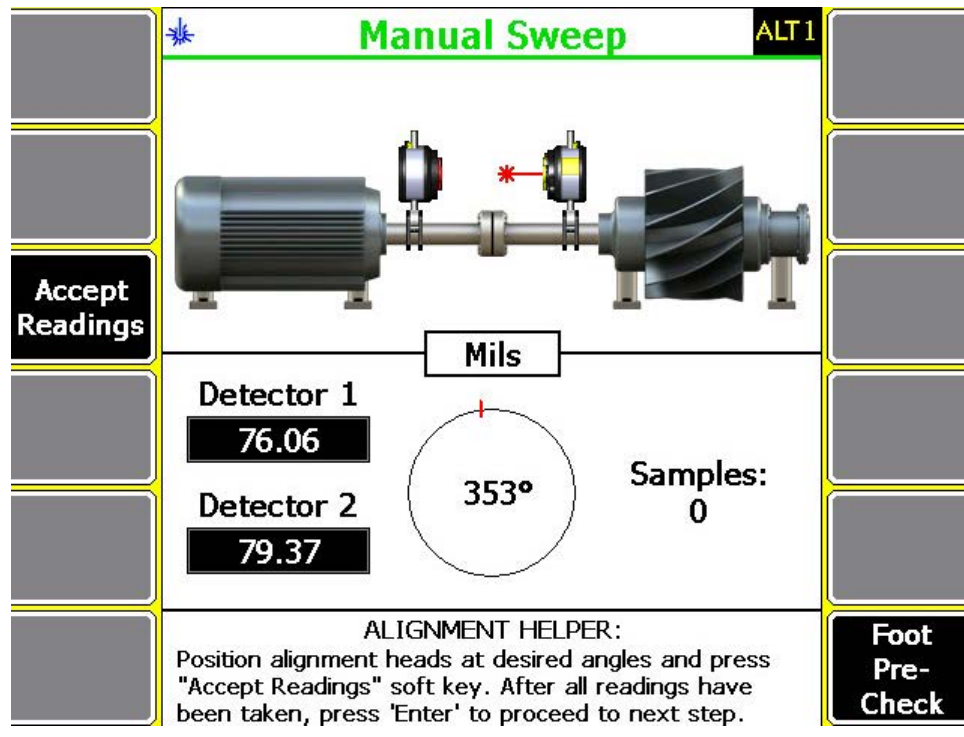 Manual Sweep
ALT1
Accept
Readings
Mils
Detector 1
76.06
353°
Samples:
0
Detector 2
79.37
ALIGNMENT HELPER:
Position alignment heads at desired angles and press
"Accept Readings" soft key. After all readings have
been taken, press 'Enter' to proceed to next step.
Foot
Pre-
Check